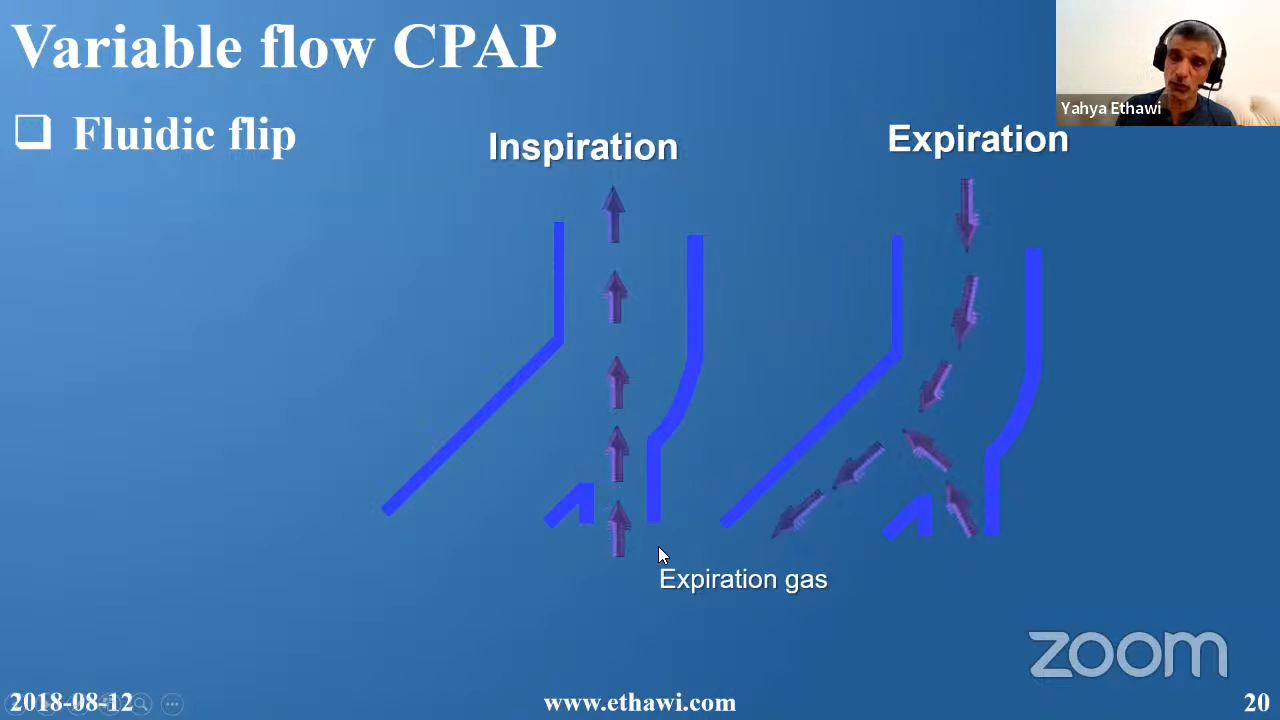 Variable flow CPAP
Yahya Ethawi
❑ Fluidic flip
Inspiration
Expiration
Expiration gas
zoom
2018-08-12
www.ethawi.com
20